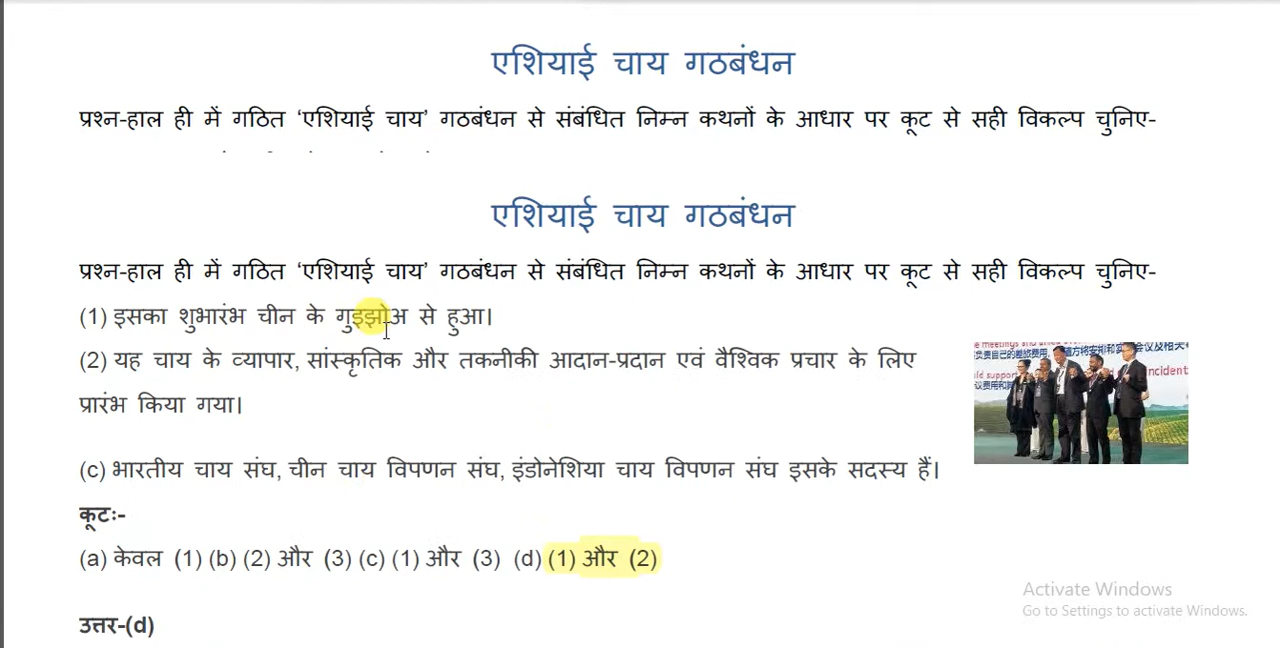 एशियाई चाय गठबंधन
प्रश्न-हाल ही में गठित ‘एशियाई चाय’ गठबंधन से संबंधित निम्न कथनों के आधार पर कूट से सही विकल्प चुनिए-
एशियाई चाय गठबंधन
प्रश्न-हाल ही में गठित ‘एशियाई चाय’ गठबंधन से संबंधित निम्न कथनों के आधार पर कूट से सही विकल्प चुनिए-
(1) इसका शुभारंभ चीन के गुइझोअ से हुआ।
(2) यह चाय के व्यापार, सांस्कृतिक और तकनीकी आदान-प्रदान एवं वैश्विक प्रचार के लिए
प्रारंभ किया गया।
(c) भारतीय चाय संघ, चीन चाय विपणन संघ, इंडोनेशिया चाय विपणन संघ इसके सदस्य हैं।
कूटः-
(a) केवल (1) (b) (2) और (3) (c) (1) और (3) (d) (1) और (2)
Activate Windows
Go to Settings to activate Windows.
उत्तर-(d)